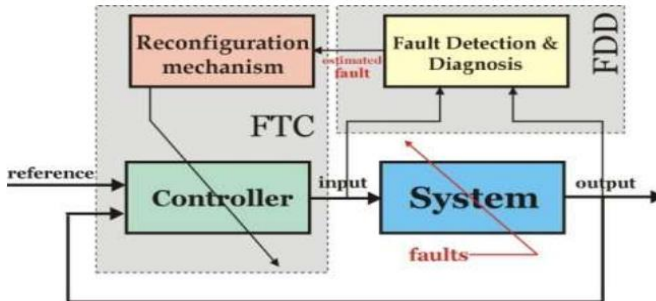 Reconfiguration
mechanism
estimated
fault
Fault Detection &
Diagnosis
FDD
FTC
reference
Controller
input
System
output
faults